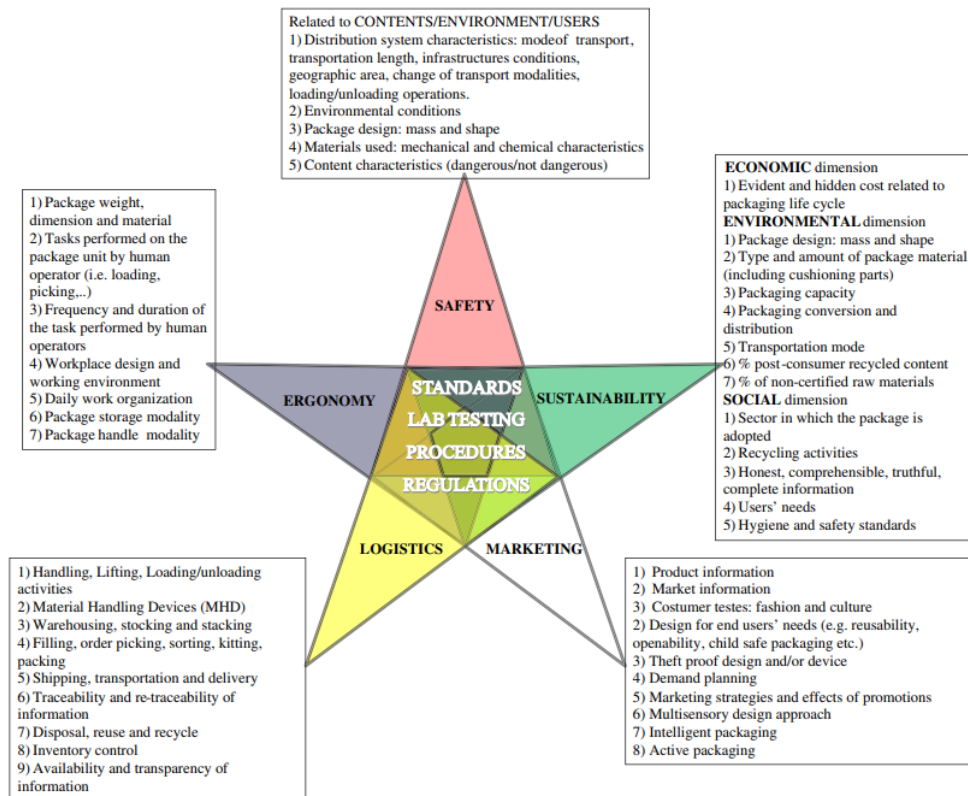 Related to CONTENTS/ENVIRONMENT/USERS
1) Distribution system characteristics: modeof transport,
transportation length, infrastructures conditions,
geographic area, change of transport modalities,
loading/unloading operations.
2) Environmental conditions
3) Package design: mass and shape
4) Materials used: mechanical and chemical characteristics
5) Content characteristics (dangerous/not dangerous)
1) Package weight,
dimension and material
2) Tasks performed on the
package unit by human
operator (i.e. loading,
picking,..)
3) Frequency and duration of
the task performed by human
operators
4) Workplace design and
working environment
5) Daily work organization
6) Package storage modality
7) Package handle modality
ECONOMIC dimension
1) Evident and hidden cost related to
packaging life cycle
ENVIRONMENTAL dimension
1) Package design: mass and shape
2) Type and amount of package material
(including cushioning parts)
3) Packaging capacity
4) Packaging conversion and
distribution
5) Transportation mode
6) % post-consumer recycled content
7) % of non-certified raw materials
SOCIAL dimension
1) Sector in which the package is
adopted
2) Recycling activities
3) Honest, comprehensible, truthful,
complete information
4) Users' needs
5) Hygiene and safety standards
SAFETY
ERGONOMY
SUSTAINABILITY
STANDARDS
LAB TESTING
PROCEDURES
REGULATIONS
LOGISTICS
MARKETING
1) Handling, Lifting, Loading/unloading
activities
2) Material Handling Devices (MHD)
3) Warehousing, stocking and stacking
4) Filling, order picking, sorting, kitting,
packing
5) Shipping, transportation and delivery
6) Traceability and re-traceability of
information
7) Disposal, reuse and recycle
8) Inventory control
9) Availability and transparency of
information
1) Product information
2) Market information
3) Costumer testes: fashion and culture
2) Design for end users' needs (e.g. reusability,
openability, child safe packaging etc.)
3) Theft proof design and/or device
4) Demand planning
5) Marketing strategies and effects of promotions
6) Multisensory design approach
7) Intelligent packaging
8) Active packaging